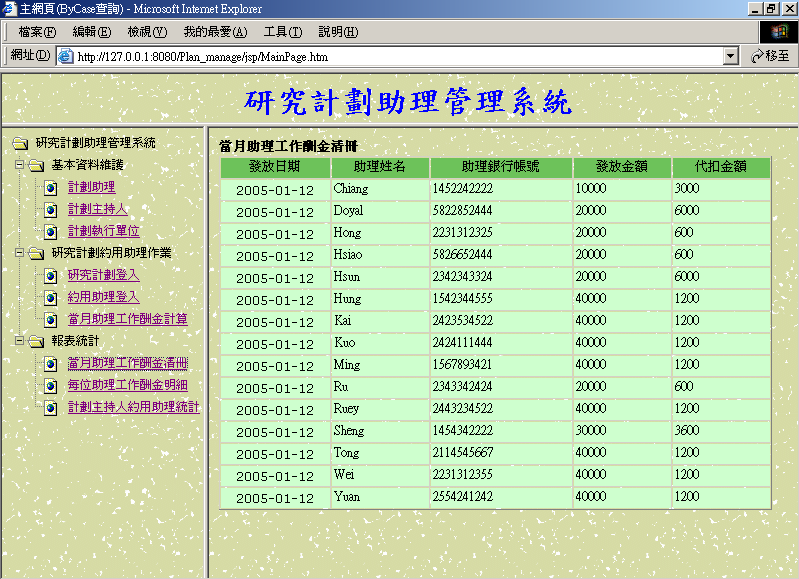 主網頁(ByCase查詢) - Microsoft Internet Explorer
檔案(F) 編輯(E) 檢視(V) 我的最愛(A) 工具(T) 說明(H)
網址(D) http://127.0.0.1:8080/Plan_manage/jsp/MainPage.htm 移至
研究計劃助理管理系統
研究計劃助理管理系統
基本資料維護
計劃助理
計劃主持人
計劃執行單位
研究計劃約用助理作業
研究計劃登入
約用助理登入
當月助理工作酬金計算
報表統計
當月助理工作酬金清冊
每位助理工作酬金明細
計劃主持人約用助理統計
當月助理工作酬金清冊
發放日期 助理姓名 助理銀行帳號 發放金額 代扣金額
2005-01-12 Chiang 1452242222 10000 3000
2005-01-12 Doyal 5822852444 20000 6000
2005-01-12 Hong 2231312325 20000 600
2005-01-12 Hsiao 5826652444 20000 600
2005-01-12 Hsun 2342343324 20000 6000
2005-01-12 Hung 1542344555 40000 1200
2005-01-12 Kai 2423534522 40000 1200
2005-01-12 Kuo 2424111444 40000 1200
2005-01-12 Ming 1567893421 40000 1200
2005-01-12 Ru 2343342424 20000 600
2005-01-12 Ruey 2443234522 40000 1200
2005-01-12 Sheng 1454342222 30000 3600
2005-01-12 Tong 2114545667 40000 1200
2005-01-12 Wei 2231312355 40000 1200
2005-01-12 Yuan 2554241242 40000 1200